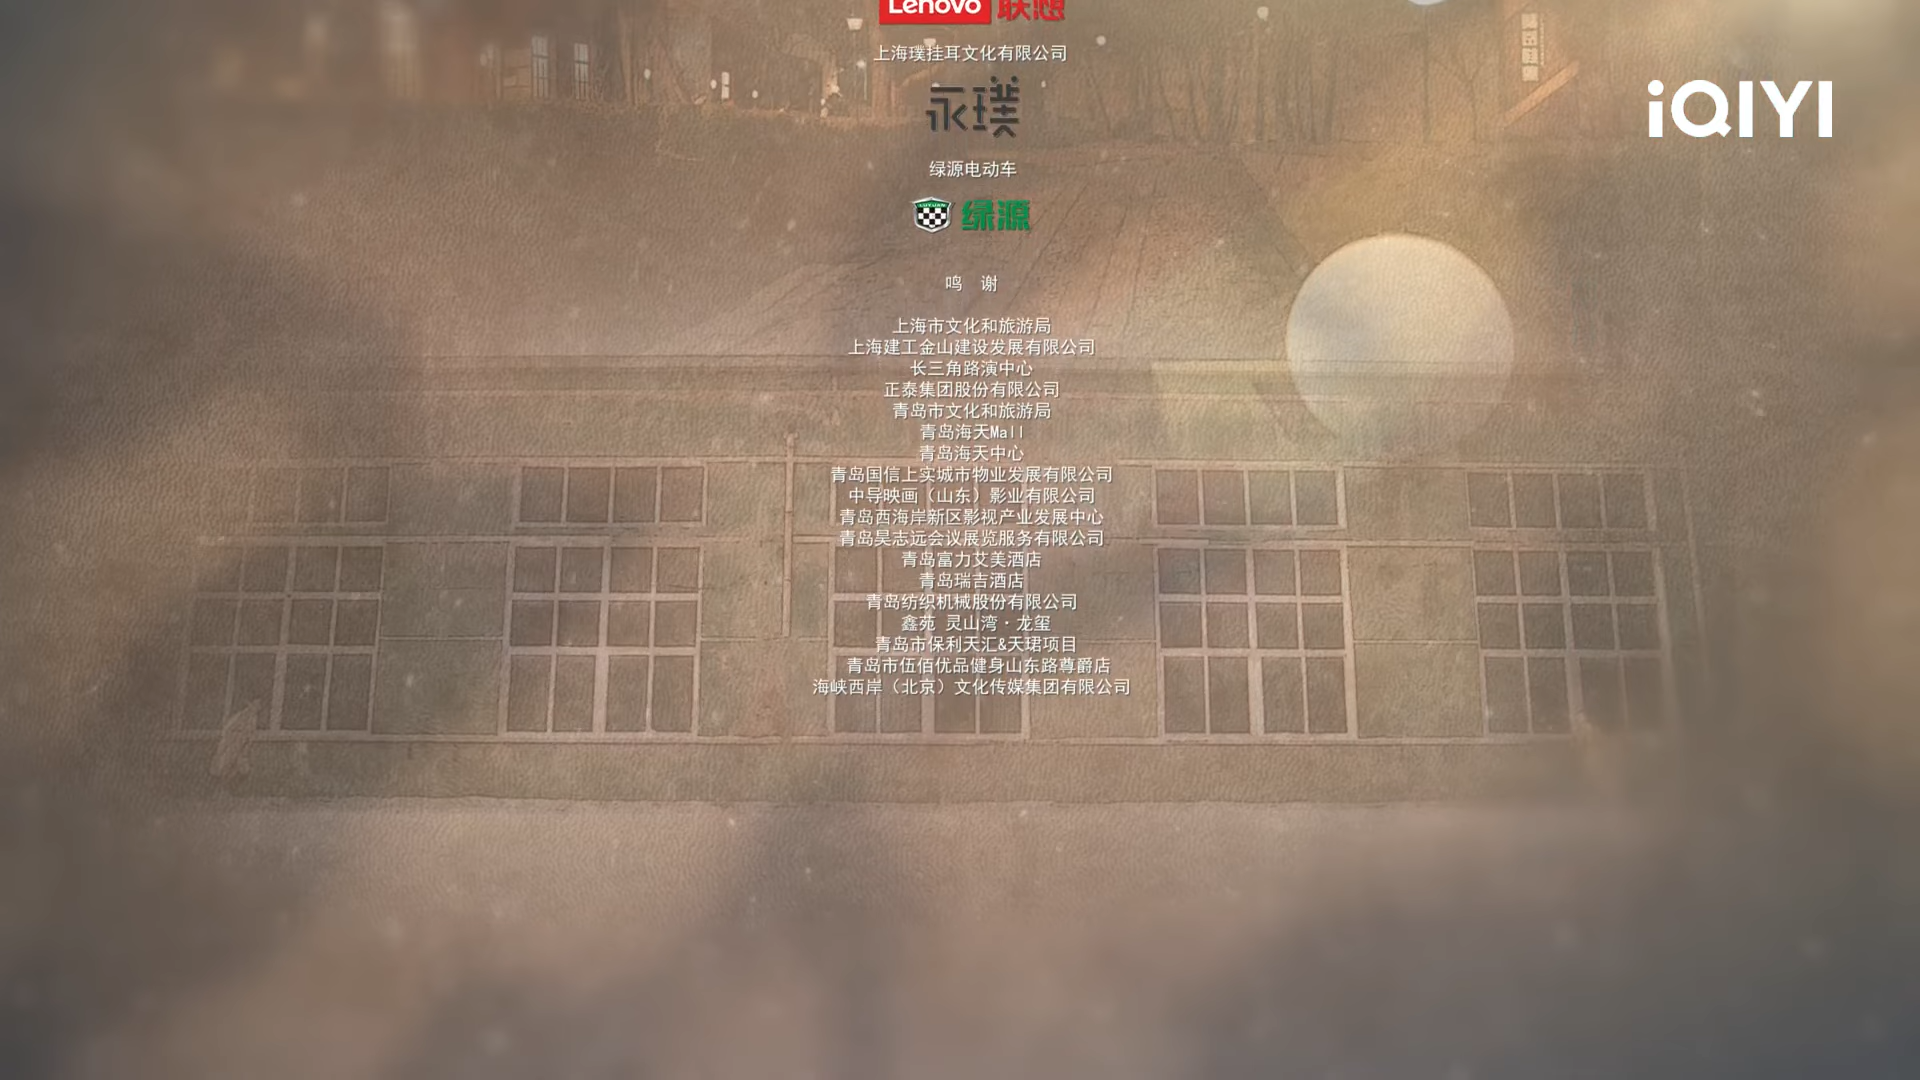 Lenovo 联想
iQIYI
上海璞挂耳文化有限公司
永璞
绿源电动车
绿源
鸣 谢
上海市文化和旅游局
上海建工金山建设发展有限公司
长三角路演中心
正泰集团股份有限公司
青岛市文化和旅游局
青岛海天Mall
青岛海天中心
青岛国信上实城市物业发展有限公司
中导映画（山东）影业有限公司
青岛西海岸新区影视产业发展中心
青岛昊志远会议展览服务有限公司
青岛富力艾美酒店
青岛瑞吉酒店
青岛纺织机械股份有限公司
鑫苑 灵山湾·龙玺
青岛市保利天汇&天珺项目
青岛市伍佰优品健身山东路尊爵店
海峡西岸（北京）文化传媒集团有限公司